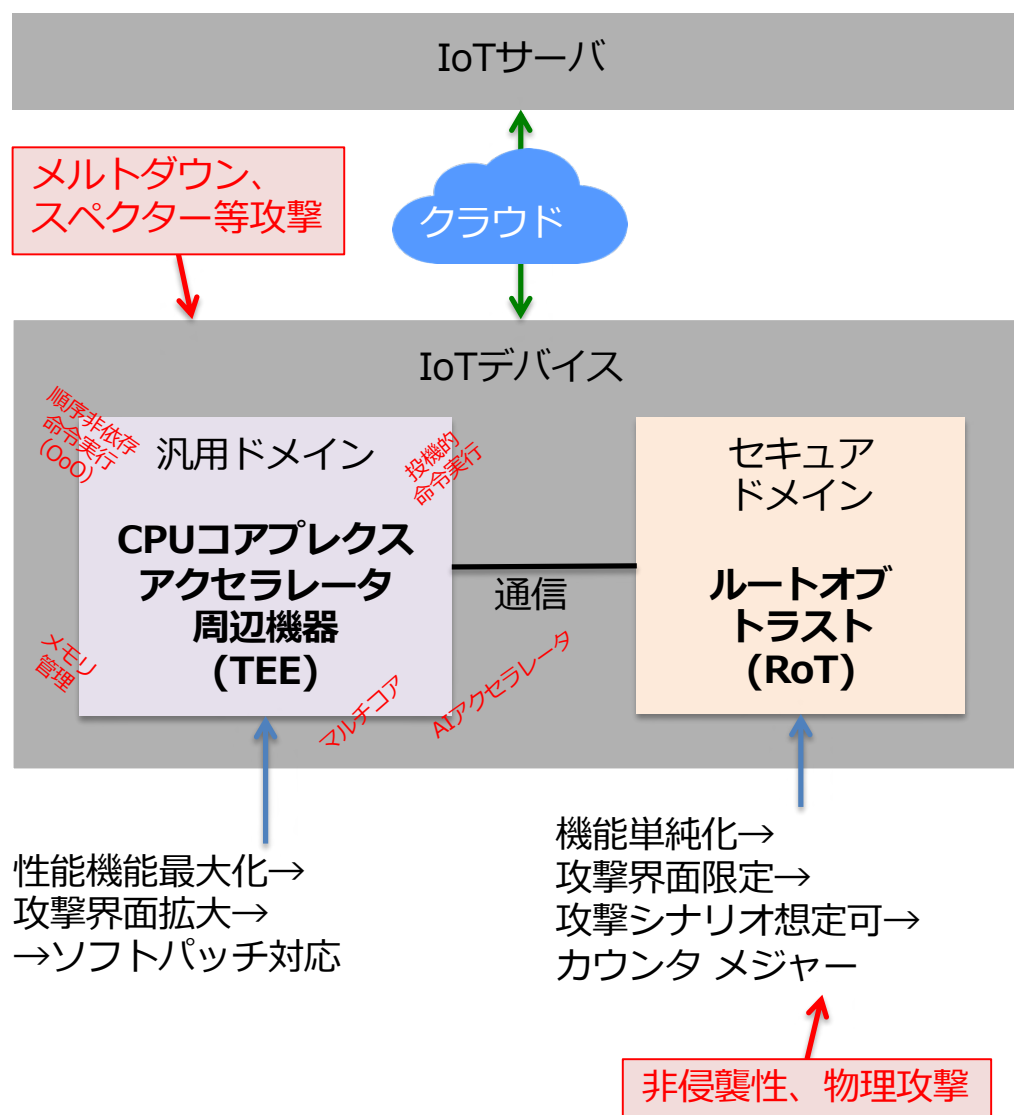 IoTサーバ
メルトダウン、
スペクター等攻撃
クラウド
IoTデバイス
順序非依存
命令実行
(OoO)
汎用ドメイン
投機的
命令実行
CPUコアプレクス
アクセラレータ
周辺機器
(TEE)
通信
セキュア
ドメイン
ルートオブ
トラスト
(RoT)
メモリ
管理
マルチコア
AIアクセラレータ
性能機能最大化→
攻撃界面拡大→
→ソフトパッチ対応
機能単純化→
攻撃界面限定→
攻撃シナリオ想定可→
カウンタ メジャー
非侵襲性、物理攻撃